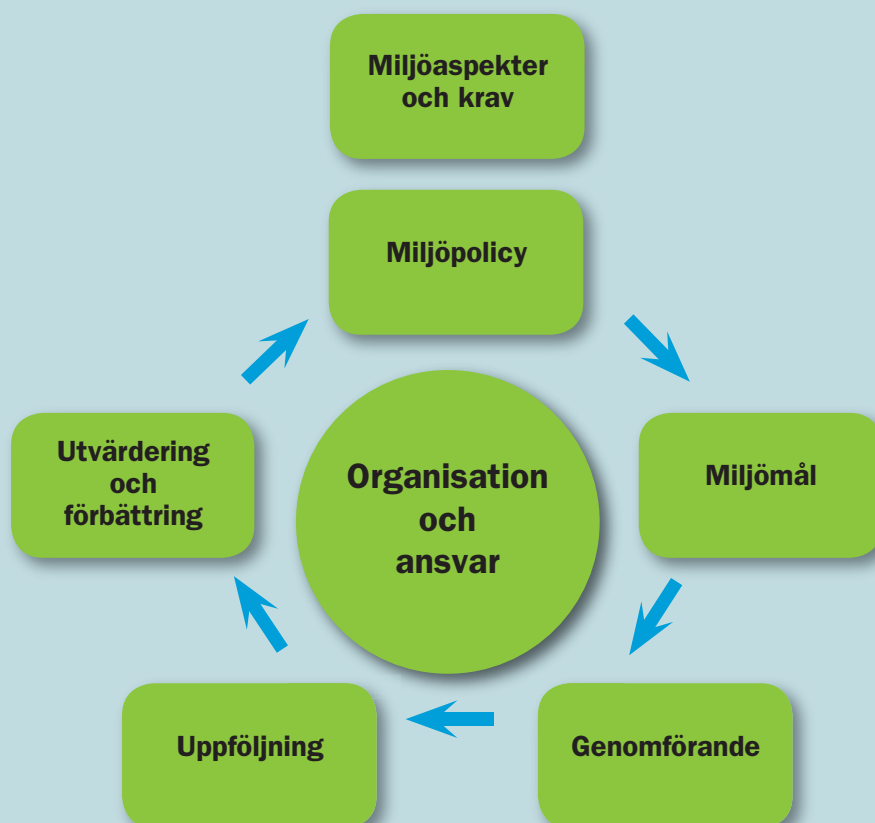 Miljöaspekter
och krav
Miljöpolicy
Utvärdering
och
förbättring
Organisation
och
ansvar
Miljömål
Uppföljning
Genomförande